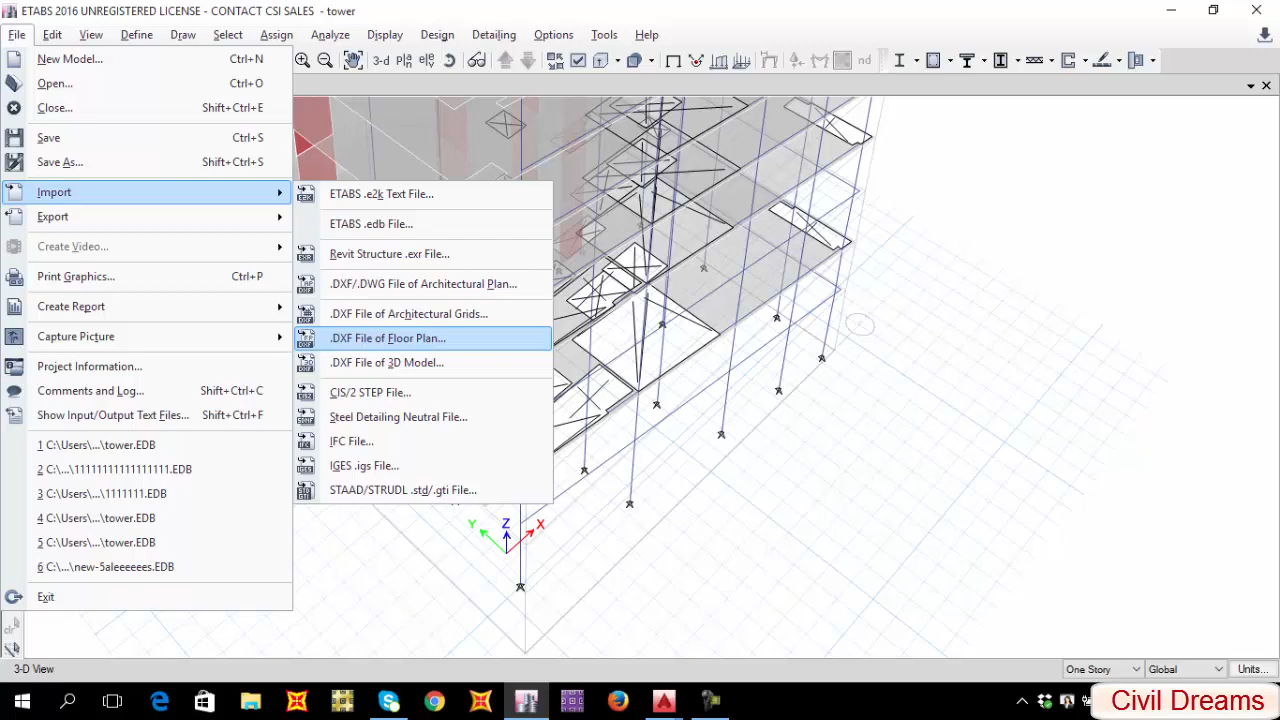 ETABS 2016 UNREGISTERED LICENSE - CONTACT CSI SALES - tower
File Edit View Define Draw Select Assign Analyze Display Design Detailing Options Tools Help
3-d nd
New Model... Ctrl+N
Open...
Close... Shift+Ctrl+E
Save Ctrl+S
Save As... Shift+Ctrl+S
Import
Export
Create Video...
Print Graphics... Ctrl+P
Create Report
Capture Picture
Project Information...
Comments and Log... Shift+Ctrl+C
Show Input/Output Text Files... Shift+Ctrl+F
1 C:\Users\...\tower.EDB
2 C:\...\1111111111111111.EDB
3 C:\Users\...\1111111.EDB
4 C:\Users\...\tower.EDB
5 C:\Users\...\tower.EDB
6 C:\...\new-5aleeeeees.EDB
Exit
ETABS .e2k Text File...
ETABS .edb File...
Revit Structure .exr File...
.DXF/.DWG File of Architectural Plan...
.DXF File of Architectural Grids...
.DXF File of Floor Plan...
.DXF File of 3D Model...
CIS/2 STEP File...
Steel Detailing Neutral File...
IFC File...
IGES .igs File...
STAAD/STRUDL .std/.gti File...
Y Z X
3-D View One Story Global Units...
Civil Dreams